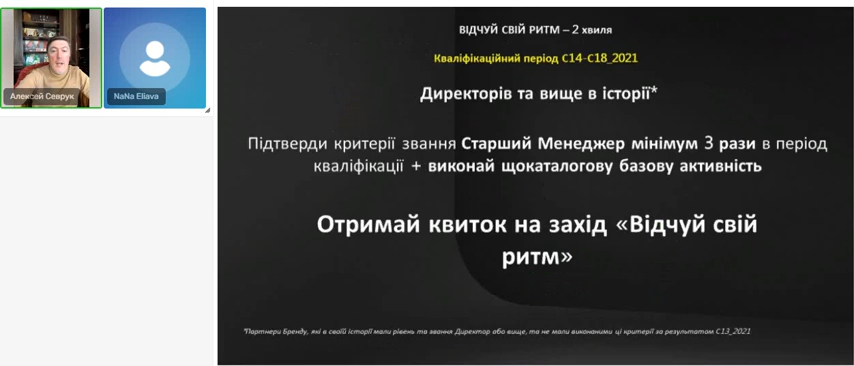 Алексей Севрук
NaNa Eliava
ВІДЧУЙ СВІЙ РИТМ – 2 хвиля
Кваліфікаційний період С14-С18_2021
Директорів та вище в історії*
Підтверди критерії звання Старший Менеджер мінімум 3 рази в період
кваліфікації + виконай щокаталогову базову активність
Отримай квиток на захід «Відчуй свій
ритм»
*Партнери Бренду, які в своїй історії мали рівень та звання Директор або вище, та не мали виконаними ці критерії за результатом С13_2021